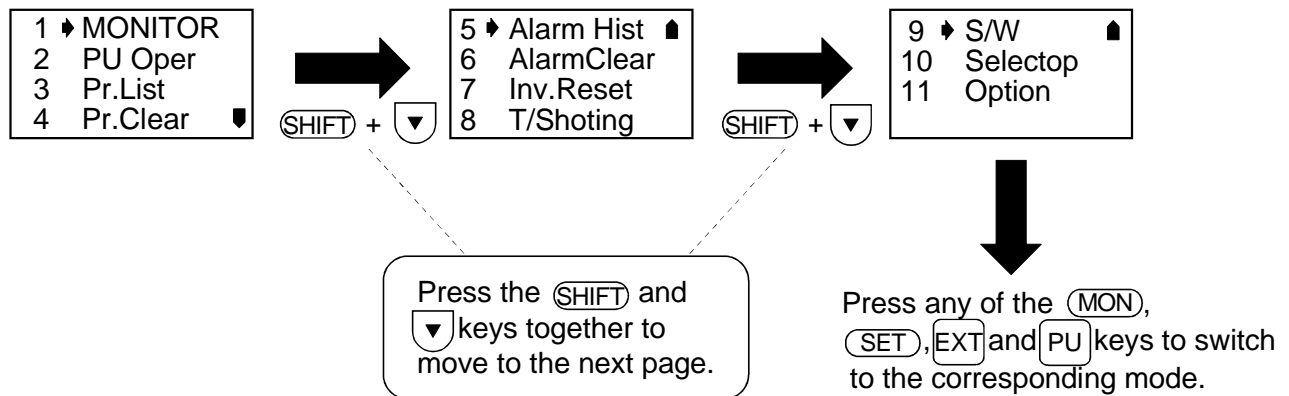 1 MONITOR
2 PU Oper
3 Pr.List
4 Pr.Clear
SHIFT + ▼
5 Alarm Hist
6 AlarmClear
7 Inv.Reset
8 T/Shoting
SHIFT + ▼
9 S/W
10 Selectop
11 Option
Press the SHIFT and
▼ keys together to
move to the next page.
Press any of the MON,
SET, EXT and PU keys to switch
to the corresponding mode.